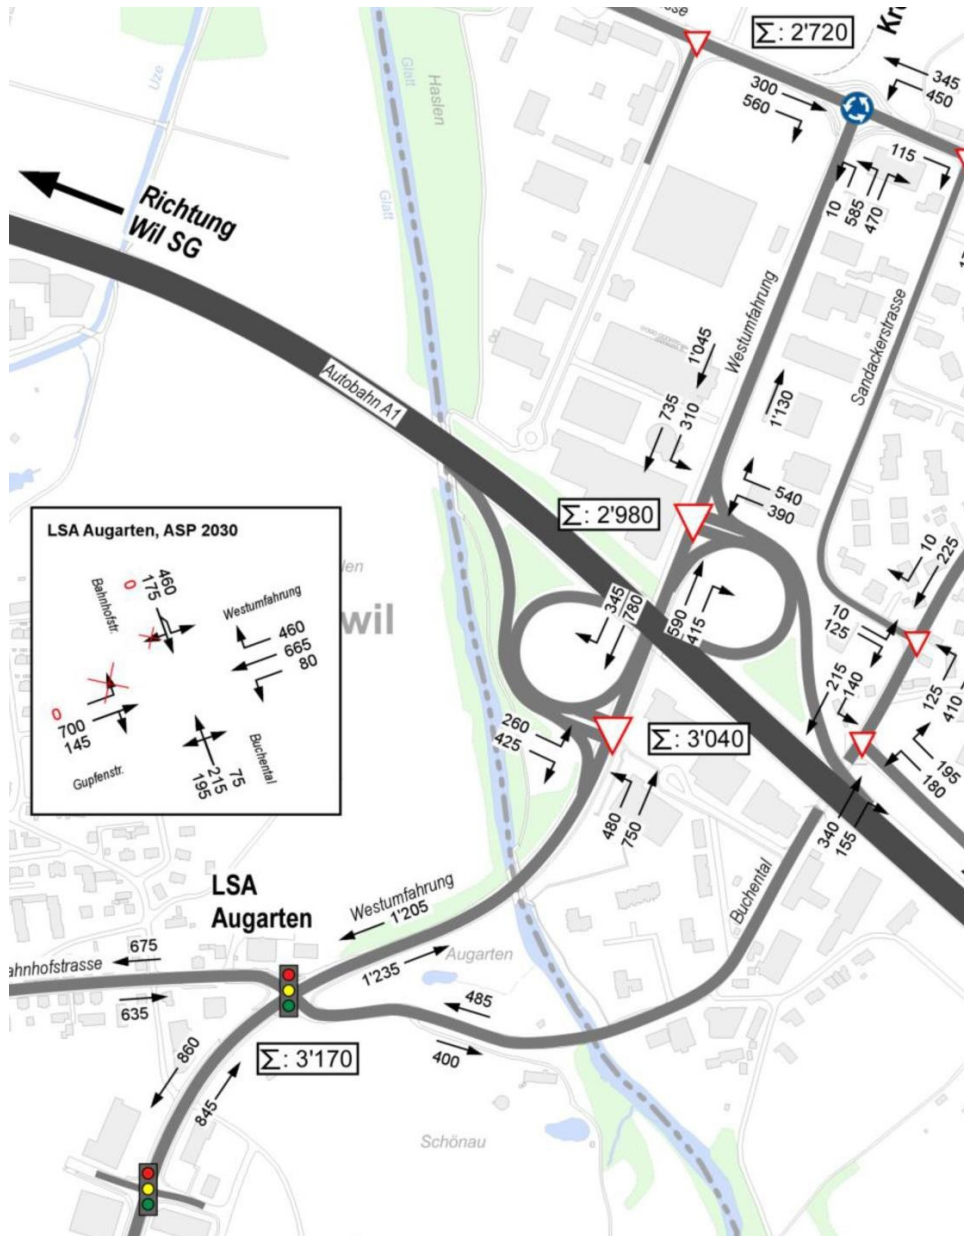 Σ: 2'720
345
450
300
560
115
10
585
470
Uze
Glatt
Haslen
Glatt
Richtung
Wil SG
Westumfahrung
Sandackerstrasse
Autobahn A1
1'045
735
310
1'130
540
390
Σ: 2'980
10
225
10
125
345
780
590
415
215
140
125
410
195
180
LSA Augarten, ASP 2030
Bahnhofstr.
0
460
175
Westumfahrung
460
665
80
0
700
145
Gupfenstr.
195
215
75
Buchental
wil
260
425
Σ: 3'040
480
750
340
155
Buchental
LSA
Augarten
Westumfahrung
1'205
1'235
Augarten
675
ahnhofstrasse
635
485
400
Σ: 3'170
860
845
Schönau